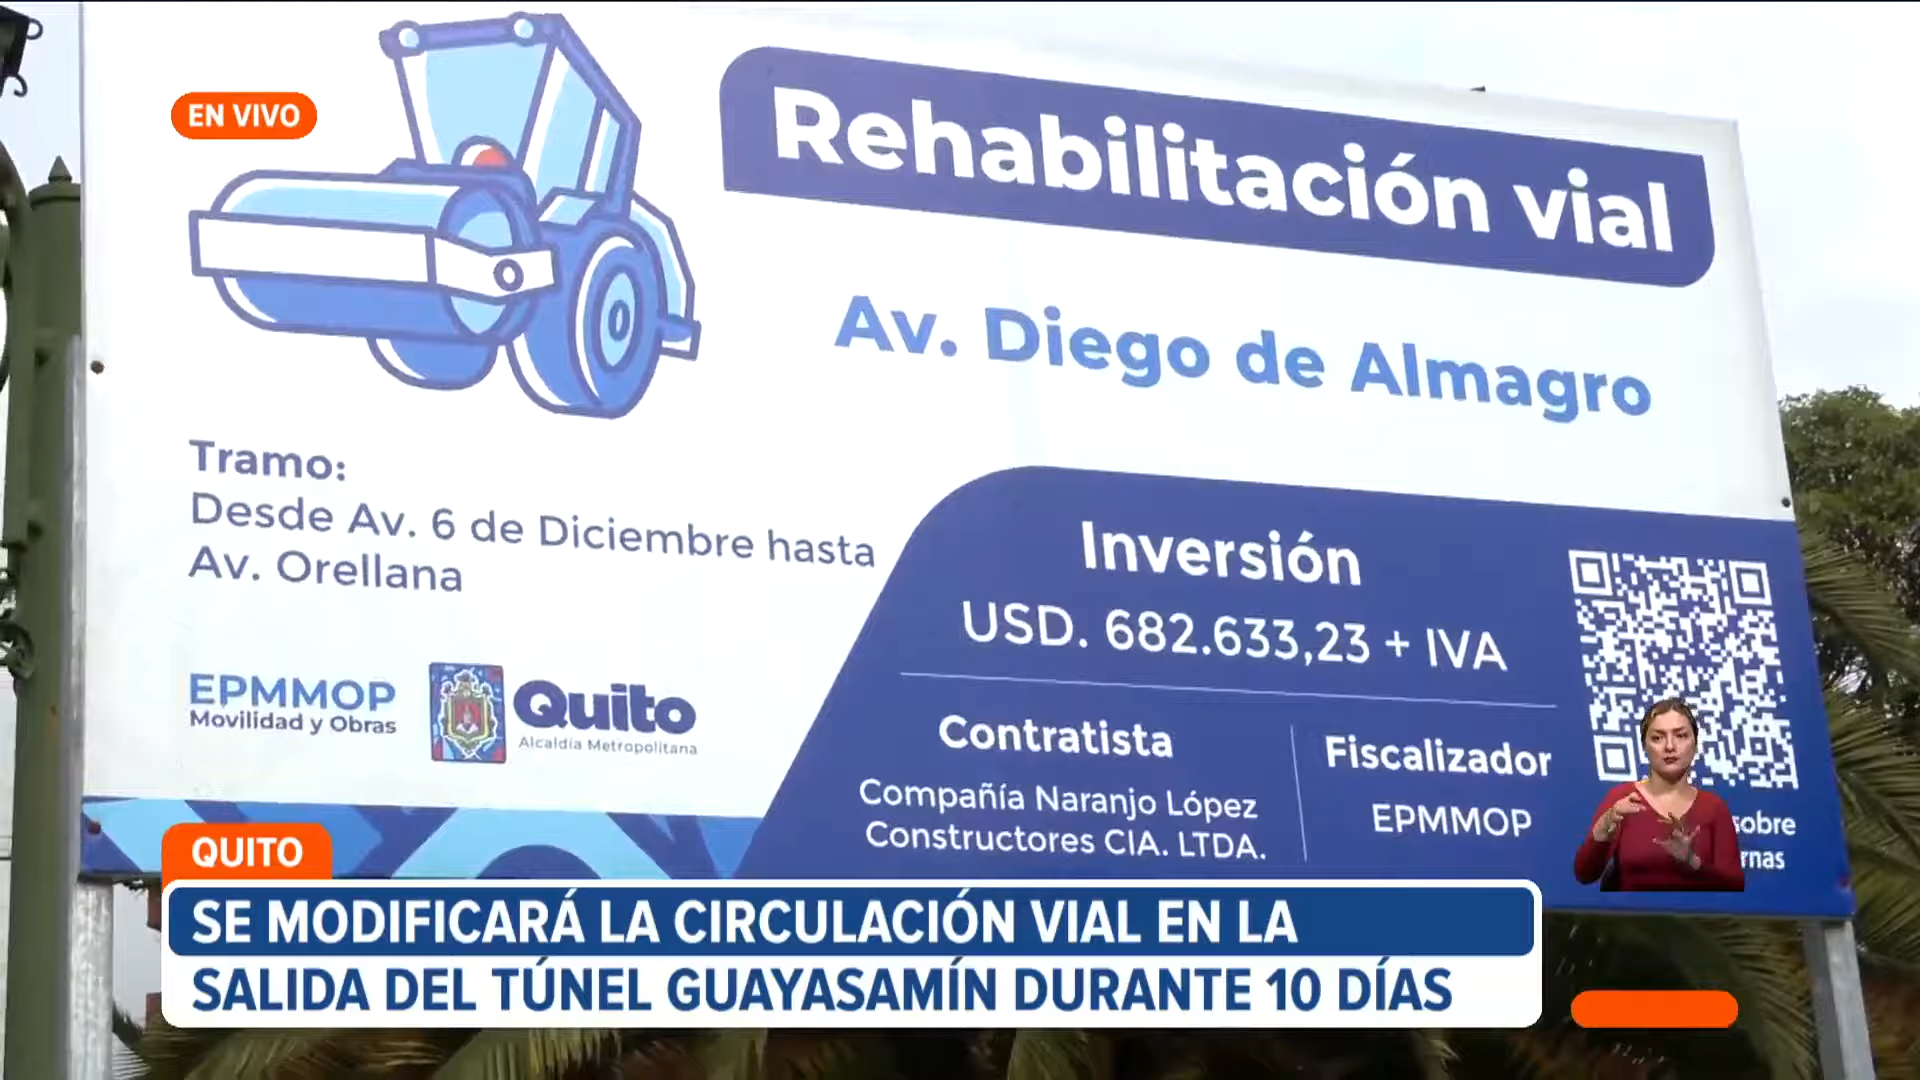 EN VIVO
Rehabilitación vial
Av. Diego de Almagro
Tramo:
Desde Av. 6 de Diciembre hasta
Av. Orellana
EPMMOP
Movilidad y Obras
Quito
Alcaldía Metropolitana
Inversión
USD. 682.633,23 + IVA
Contratista
Compañía Naranjo López
Constructores CIA. LTDA.
Fiscalizador
EPMMOP
sobre
QUITO
SE MODIFICARÁ LA CIRCULACIÓN VIAL EN LA
SALIDA DEL TÚNEL GUAYASAMÍN DURANTE 10 DÍAS